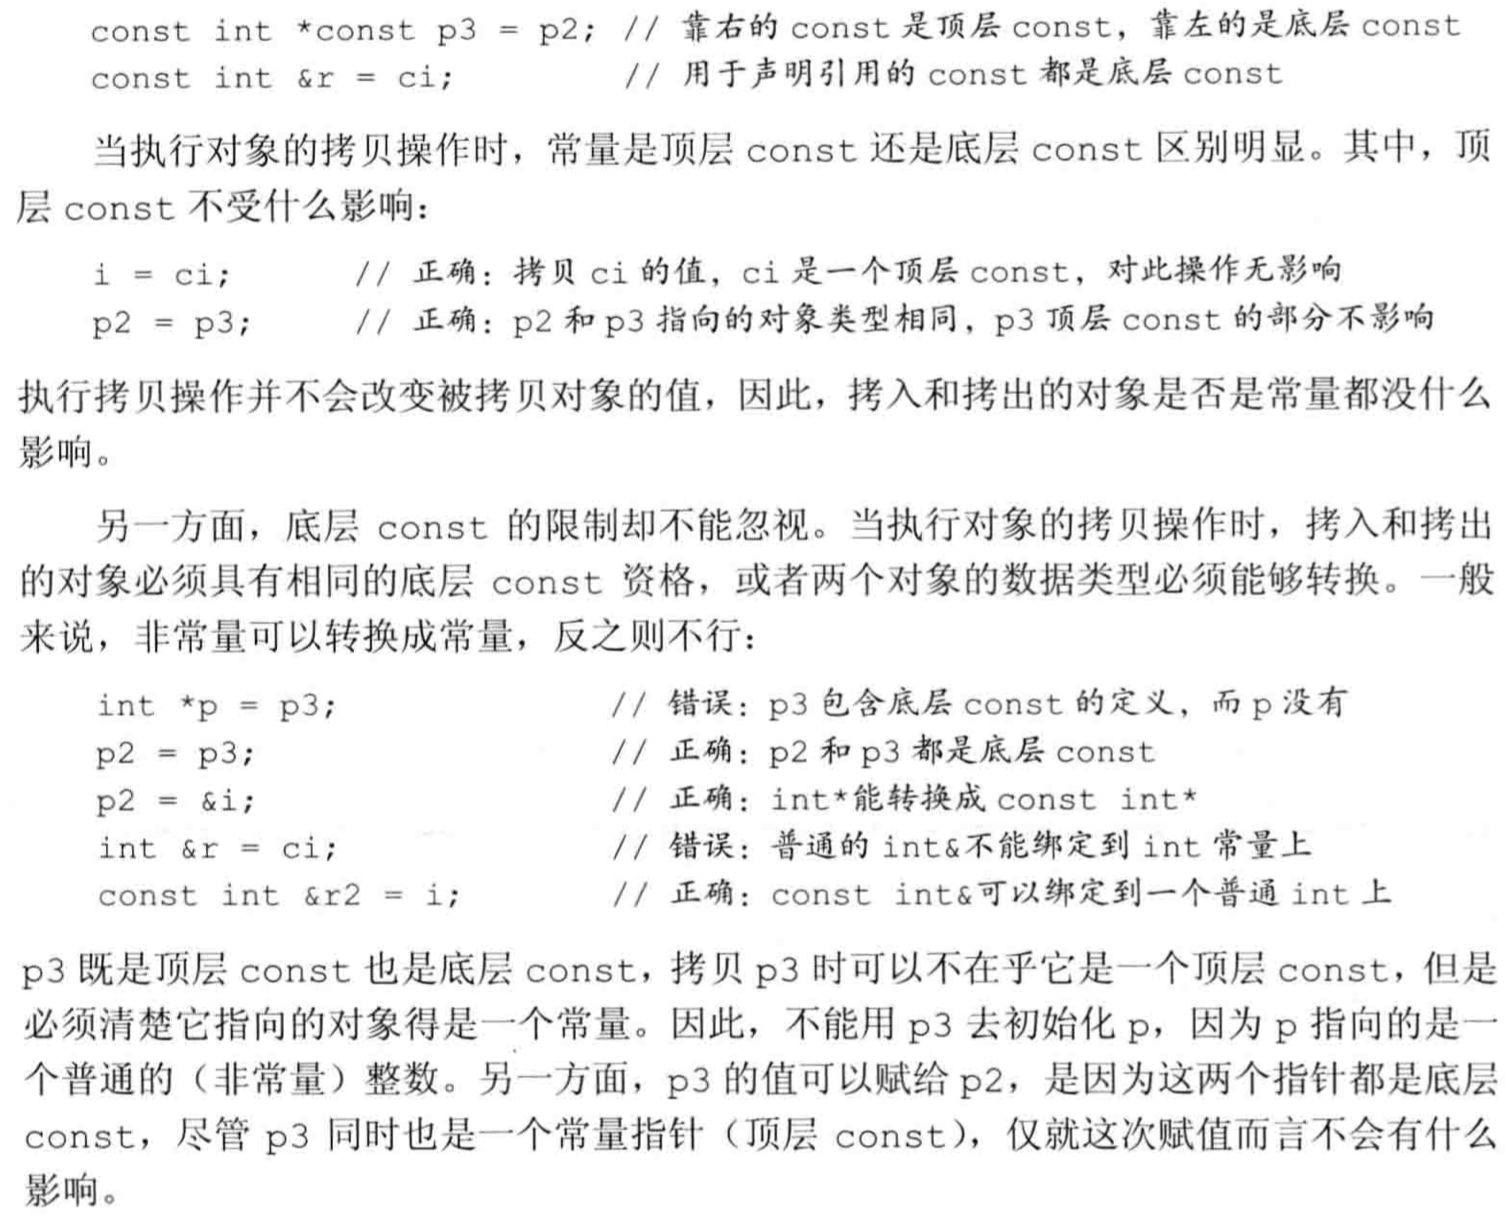 const int *const p3 = p2; // 靠右的 const 是顶层 const，靠左的是底层 const
const int &r = ci; // 用于声明引用的 const 都是底层 const
当执行对象的拷贝操作时，常量是顶层 const 还是底层 const 区别明显。其中，顶
层 const 不受什么影响：
i = ci; // 正确：拷贝 ci 的值，ci 是一个顶层 const，对此操作无影响
p2 = p3; // 正确：p2 和 p3 指向的对象类型相同，p3 顶层 const 的部分不影响
执行拷贝操作并不会改变被拷贝对象的值，因此，拷入和拷出的对象是否是常量都没什么
影响。
另一方面，底层 const 的限制却不能忽视。当执行对象的拷贝操作时，拷入和拷出
的对象必须具有相同的底层 const 资格，或者两个对象的数据类型必须能够转换。一般
来说，非常量可以转换成常量，反之则不行：
int *p = p3; // 错误：p3 包含底层 const 的定义，而 p 没有
p2 = p3; // 正确：p2 和 p3 都是底层 const
p2 = &i; // 正确：int*能转换成 const int*
int &r = ci; // 错误：普通的 int&不能绑定到 int 常量上
const int &r2 = i; // 正确：const int&可以绑定到一个普通 int 上
p3 既是顶层 const 也是底层 const，拷贝 p3 时可以不在乎它是一个顶层 const，但是
必须清楚它指向的对象得是一个常量。因此，不能用 p3 去初始化 p，因为 p 指向的是一
个普通的（非常量）整数。另一方面，p3 的值可以赋给 p2，是因为这两个指针都是底层
const，尽管 p3 同时也是一个常量指针（顶层 const），仅就这次赋值而言不会有什么
影响。